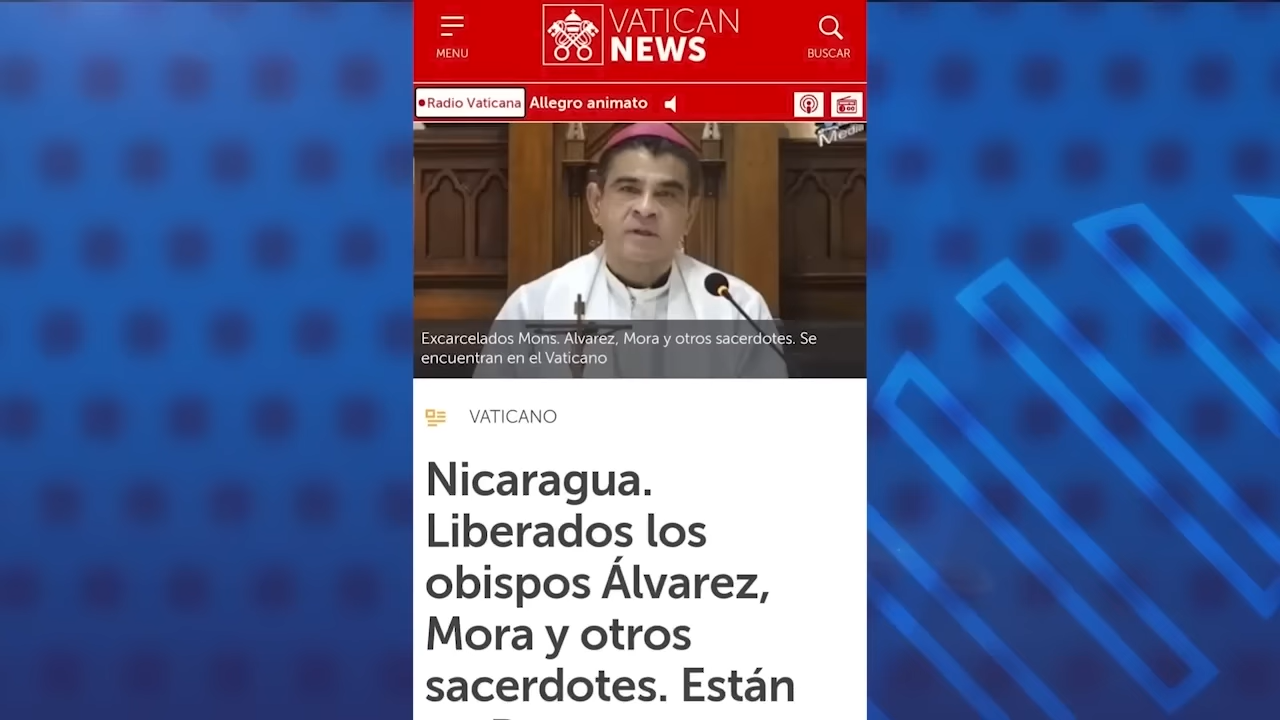 VATICAN
NEWS
MENU
BUSCAR
Radio Vaticana
Allegro animato
Media
Excarcelados Mons. Alvarez, Mora y otros sacerdotes. Se
encuentran en el Vaticano
VATICANO
Nicaragua.
Liberados los
obispos Álvarez,
Mora y otros
sacerdotes. Están